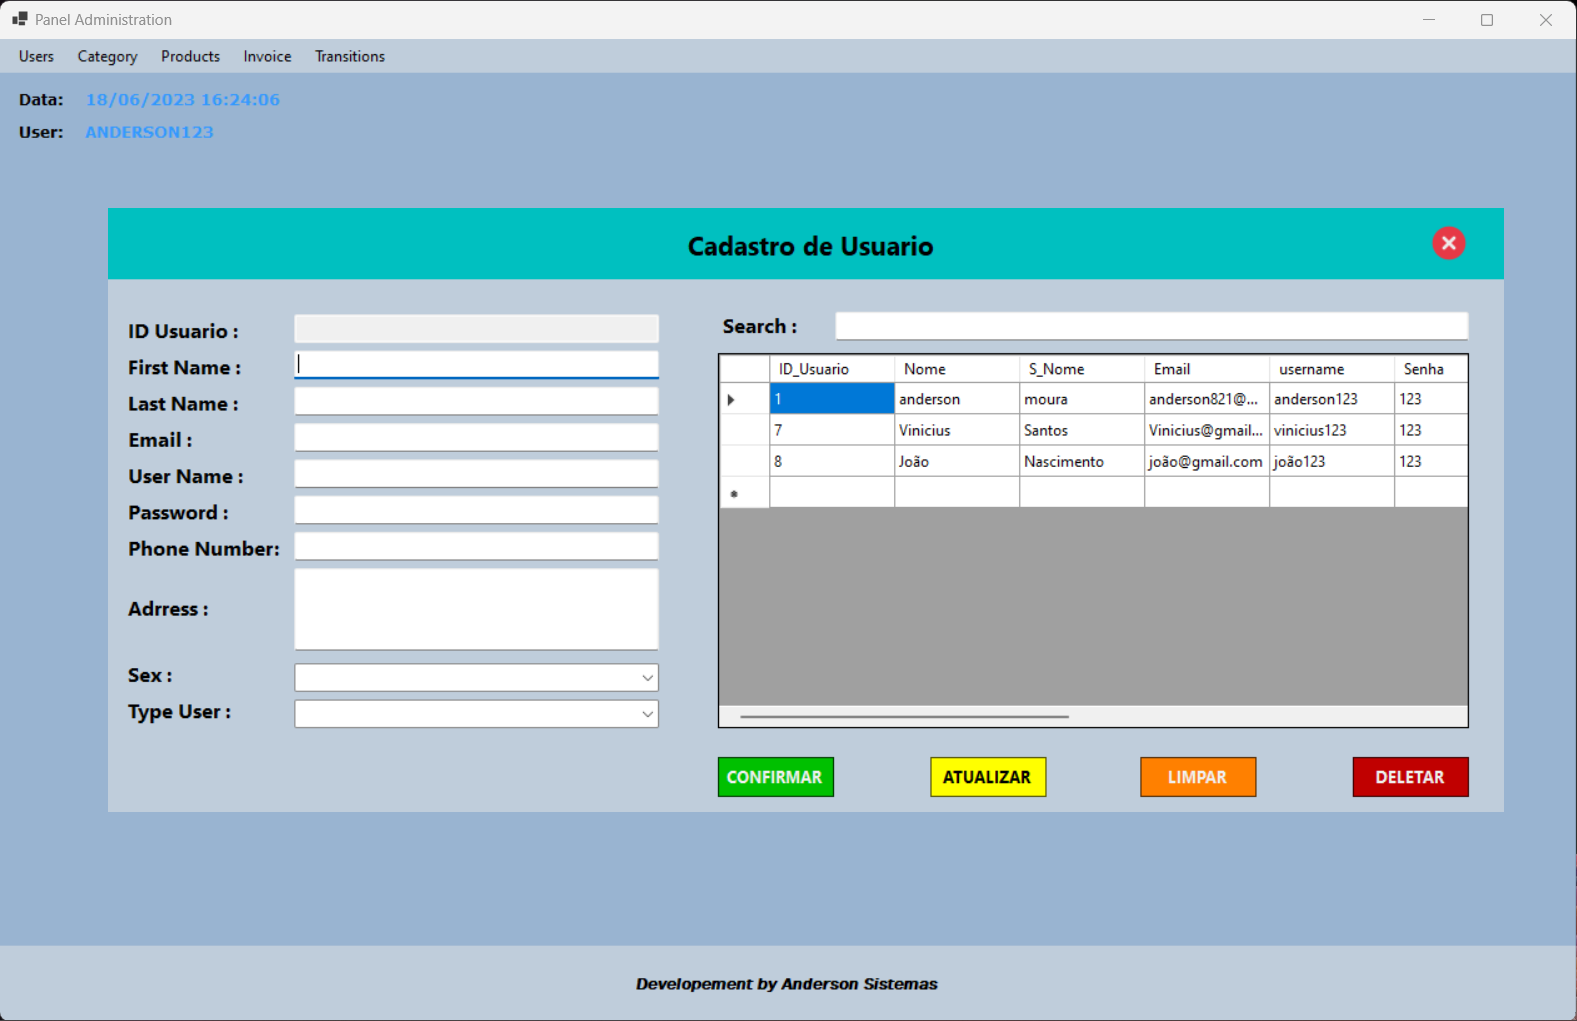 Panel Administration
Users Category Products Invoice Transitions
Data: 18/06/2023 16:24:06
User: ANDERSON123
Cadastro de Usuario
ID Usuario :
First Name :
Last Name :
Email :
User Name :
Password :
Phone Number:
Adrress :
Sex :
Type User :
Search :
ID_Usuario Nome S_Nome Email username Senha
1 anderson moura anderson821@... anderson123 123
7 Vinicius Santos Vinicius@gmail... vinicius123 123
8 João Nascimento joão@gmail.com joão123 123
CONFIRMAR ATUALIZAR LIMPAR DELETAR
Developement by Anderson Sistemas